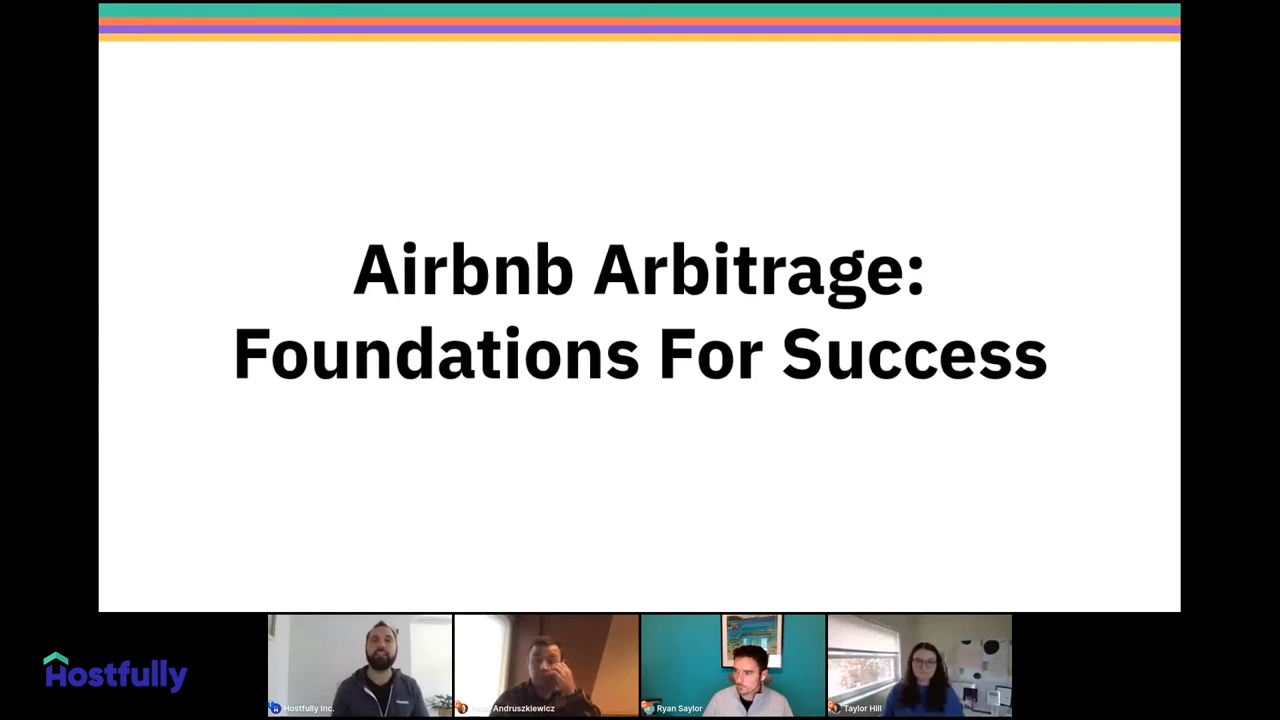 Airbnb Arbitrage:
Foundations For Success
Hostfully
Hostfully Inc.
Andruszkiewicz
Ryan Saylor
Taylor Hill